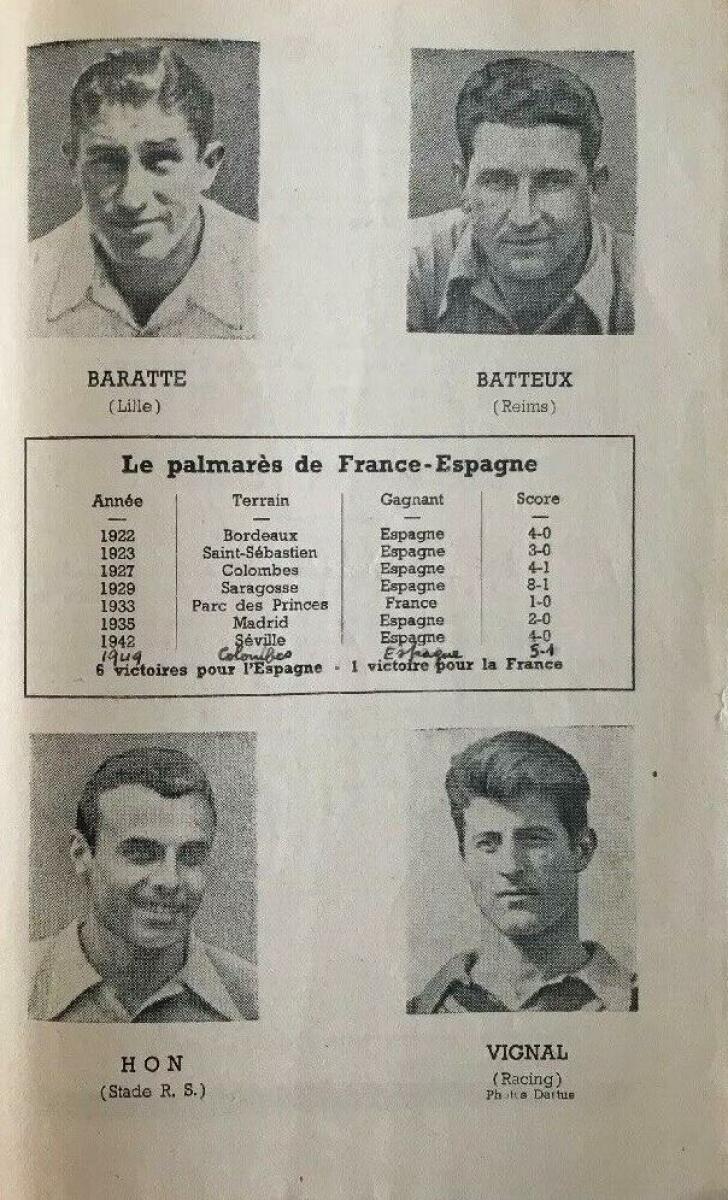 BARATTE
(Lille)
BATTEUX
(Reims)
Le palmarès de France-Espagne
Année Terrain Gagnant Score
1922 Bordeaux Espagne 4-0
1923 Saint-Sébastien Espagne 3-0
1927 Colombes Espagne 4-1
1929 Saragosse Espagne 8-1
1933 Parc des Princes France 1-0
1935 Madrid Espagne 2-0
1942 Séville Espagne 4-0
1949 Colombes Espagne 5-1
6 victoires pour l'Espagne - 1 victoire pour la France
HON
(Stade R. S.)
VIGNAL
(Racing)
Photos Dartus